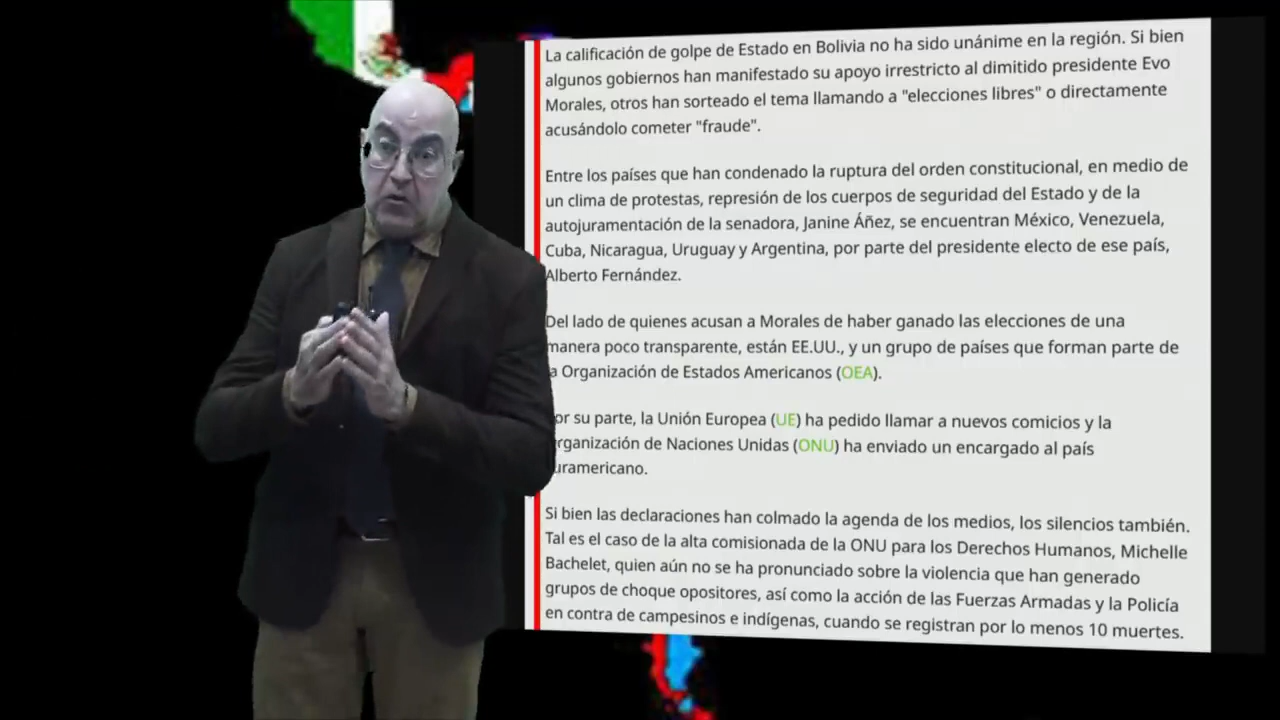 La calificación de golpe de Estado en Bolivia no ha sido unánime en la región. Si bien
algunos gobiernos han manifestado su apoyo irrestricto al dimitido presidente Evo
Morales, otros han sorteado el tema llamando a "elecciones libres" o directamente
acusándolo cometer "fraude".
Entre los países que han condenado la ruptura del orden constitucional, en medio de
un clima de protestas, represión de los cuerpos de seguridad del Estado y de la
autojuramentación de la senadora, Janine Áñez, se encuentran México, Venezuela,
Cuba, Nicaragua, Uruguay y Argentina, por parte del presidente electo de ese país,
Alberto Fernández.
Del lado de quienes acusan a Morales de haber ganado las elecciones de una
manera poco transparente, están EE.UU., y un grupo de países que forman parte de
a Organización de Estados Americanos (OEA).
or su parte, la Unión Europea (UE) ha pedido llamar a nuevos comicios y la
rganización de Naciones Unidas (ONU) ha enviado un encargado al país
uramericano.
Si bien las declaraciones han colmado la agenda de los medios, los silencios también.
Tal es el caso de la alta comisionada de la ONU para los Derechos Humanos, Michelle
Bachelet, quien aún no se ha pronunciado sobre la violencia que han generado
grupos de choque opositores, así como la acción de las Fuerzas Armadas y la Policía
en contra de campesinos e indígenas, cuando se registran por lo menos 10 muertes.